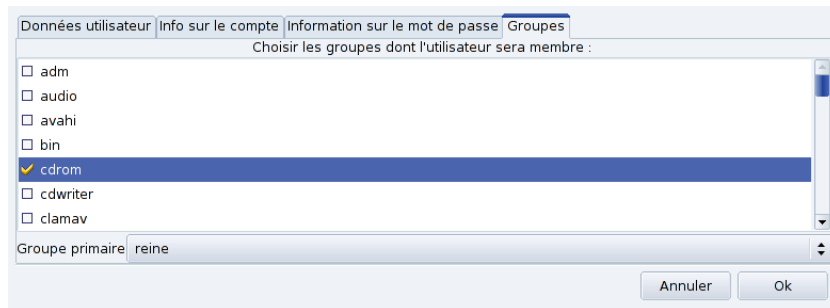 Données utilisateur Info sur le compte Information sur le mot de passe Groupes
Choisir les groupes dont l'utilisateur sera membre :
adm
audio
avahi
bin
cdrom
cdwriter
clamav
Groupe primaire reine
Annuler Ok